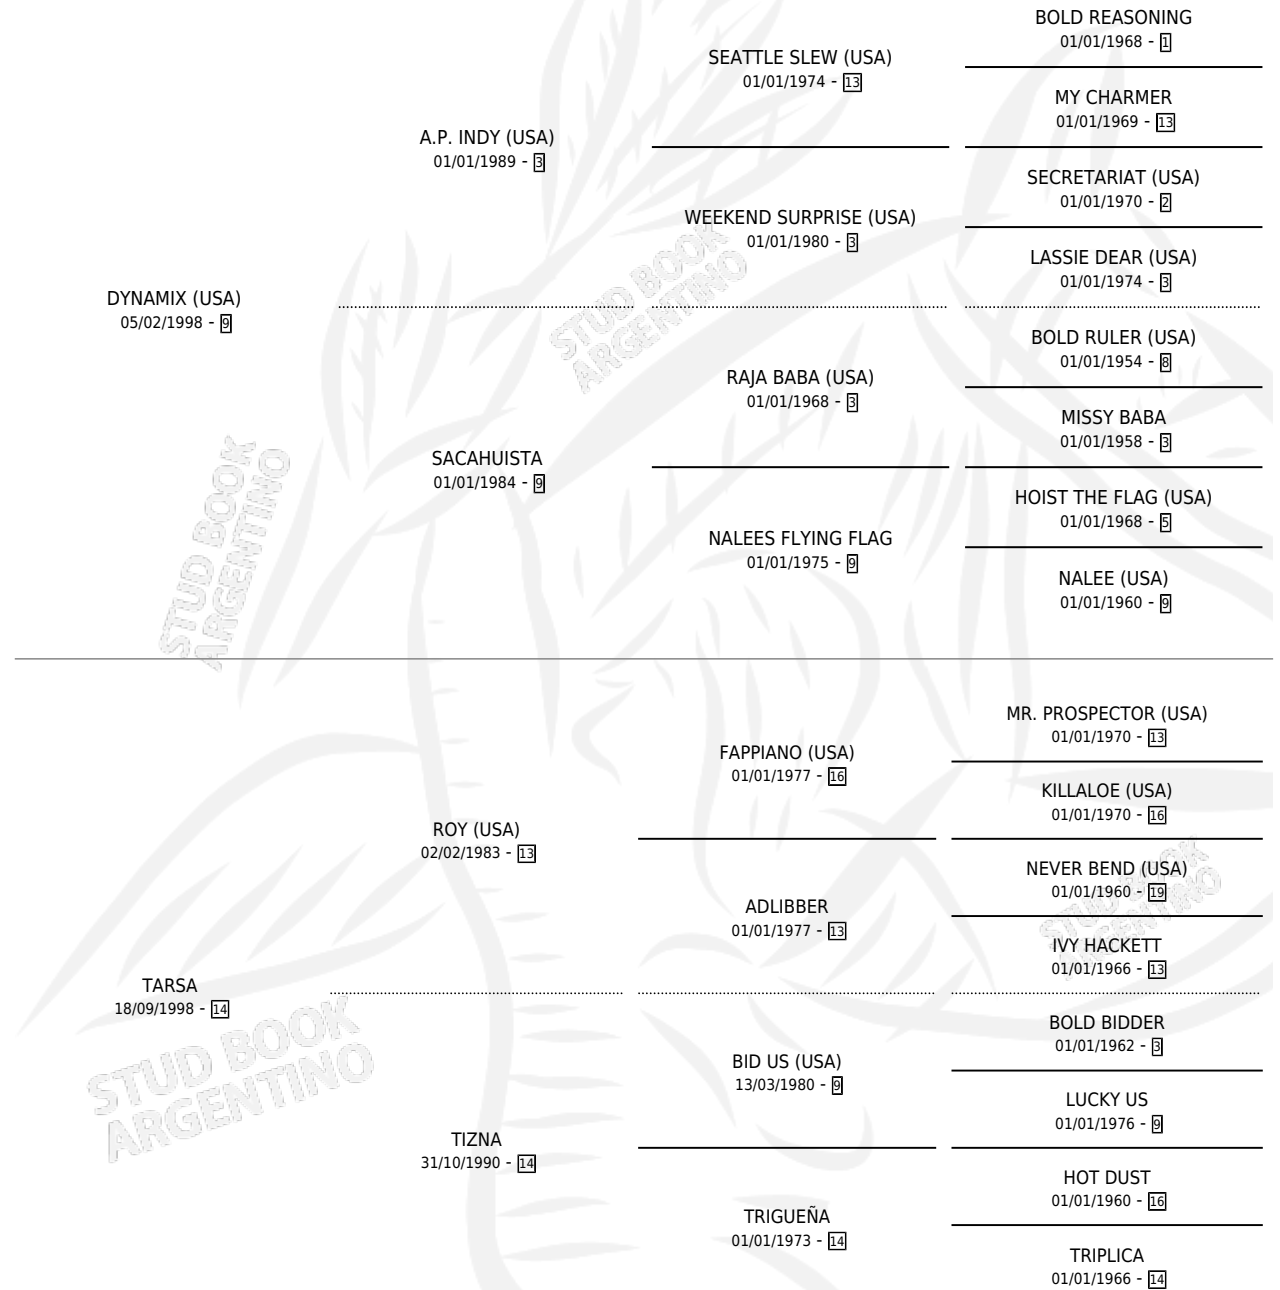 BOLD REASONING
01/01/1968 - 1
SEATTLE SLEW (USA)
01/01/1974 - 13
MY CHARMER
01/01/1969 - 13
A.P. INDY (USA)
01/01/1989 - 3
SECRETARIAT (USA)
01/01/1970 - 2
WEEKEND SURPRISE (USA)
01/01/1980 - 3
LASSIE DEAR (USA)
01/01/1974 - 3
DYNAMIX (USA)
05/02/1998 - 9
BOLD RULER (USA)
01/01/1954 - 8
RAJA BABA (USA)
01/01/1968 - 3
MISSY BABA
01/01/1958 - 3
SACAHUISTA
01/01/1984 - 9
HOIST THE FLAG (USA)
01/01/1968 - 5
NALEES FLYING FLAG
01/01/1975 - 9
NALEE (USA)
01/01/1960 - 9
MR. PROSPECTOR (USA)
01/01/1970 - 13
FAPPIANO (USA)
01/01/1977 - 16
KILLALOE (USA)
01/01/1970 - 16
ROY (USA)
02/02/1983 - 13
NEVER BEND (USA)
01/01/1960 - 19
ADLIBBER
01/01/1977 - 13
IVY HACKETT
01/01/1966 - 13
TARSA
18/09/1998 - 14
BOLD BIDDER
01/01/1962 - 3
BID US (USA)
13/03/1980 - 9
LUCKY US
01/01/1976 - 9
TIZNA
31/10/1990 - 14
HOT DUST
01/01/1960 - 16
TRIGUEÑA
01/01/1973 - 14
TRIPLICA
01/01/1966 - 14
STUD BOOK
ARGENTINO
STUD BOOK
ARGENTINO
STUD BOOK
ARGENTINO
STUD BOOK
ARGENTINO